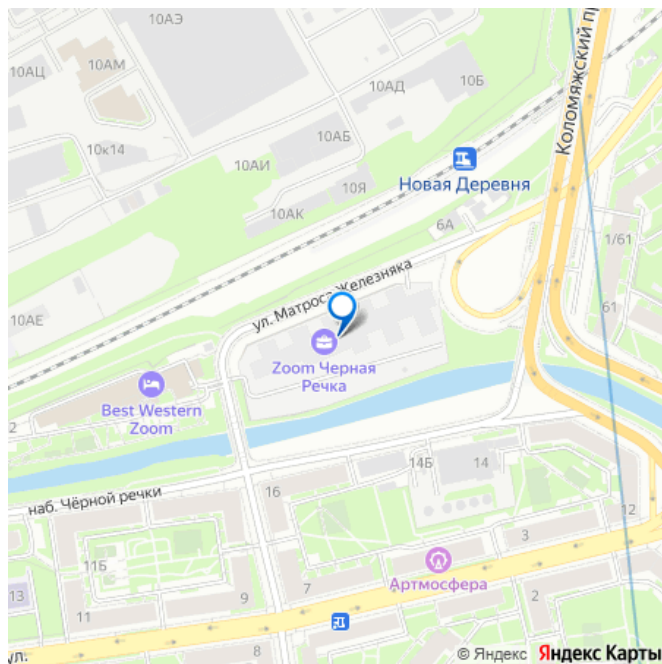 10АЭ
10АЦ
10АМ
10АД
10Б
10к14
10АБ
10АИ
10Я
10АК
10АЕ
Коломяжский пр
Новая Деревня
6А
1/61
61
ул. Матроса Железняка
Zoom Черная
Речка
Best Western
Zoom
2
наб. Чёрной речки
16
14Б
14
12
3
11Б
13
11
9
7
Артмосфера
2
8
ул.
© Яндекс Яндекс Карты